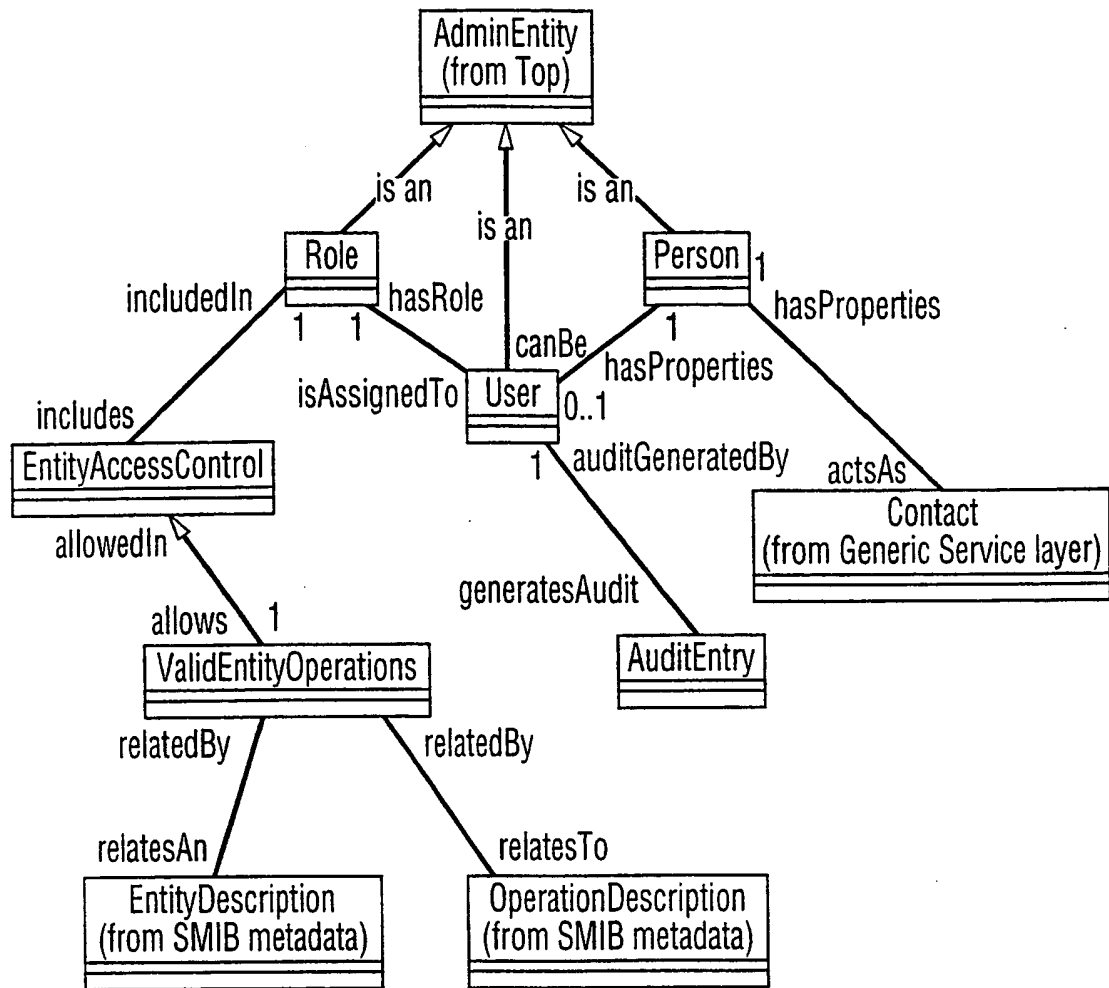 AdminEntity
(from Top)
is an
is an
is an
Role
Person
1
includedIn
hasRole
hasProperties
1
1
1
canBe
hasProperties
isAssignedTo
User
0..1
includes
1
auditGeneratedBy
EntityAccessControl
actsAs
allowedIn
Contact
(from Generic Service layer)
generatesAudit
allows
1
ValidEntityOperations
AuditEntry
relatedBy
relatedBy
relatesAn
relatesTo
EntityDescription
(from SMIB metadata)
OperationDescription
(from SMIB metadata)